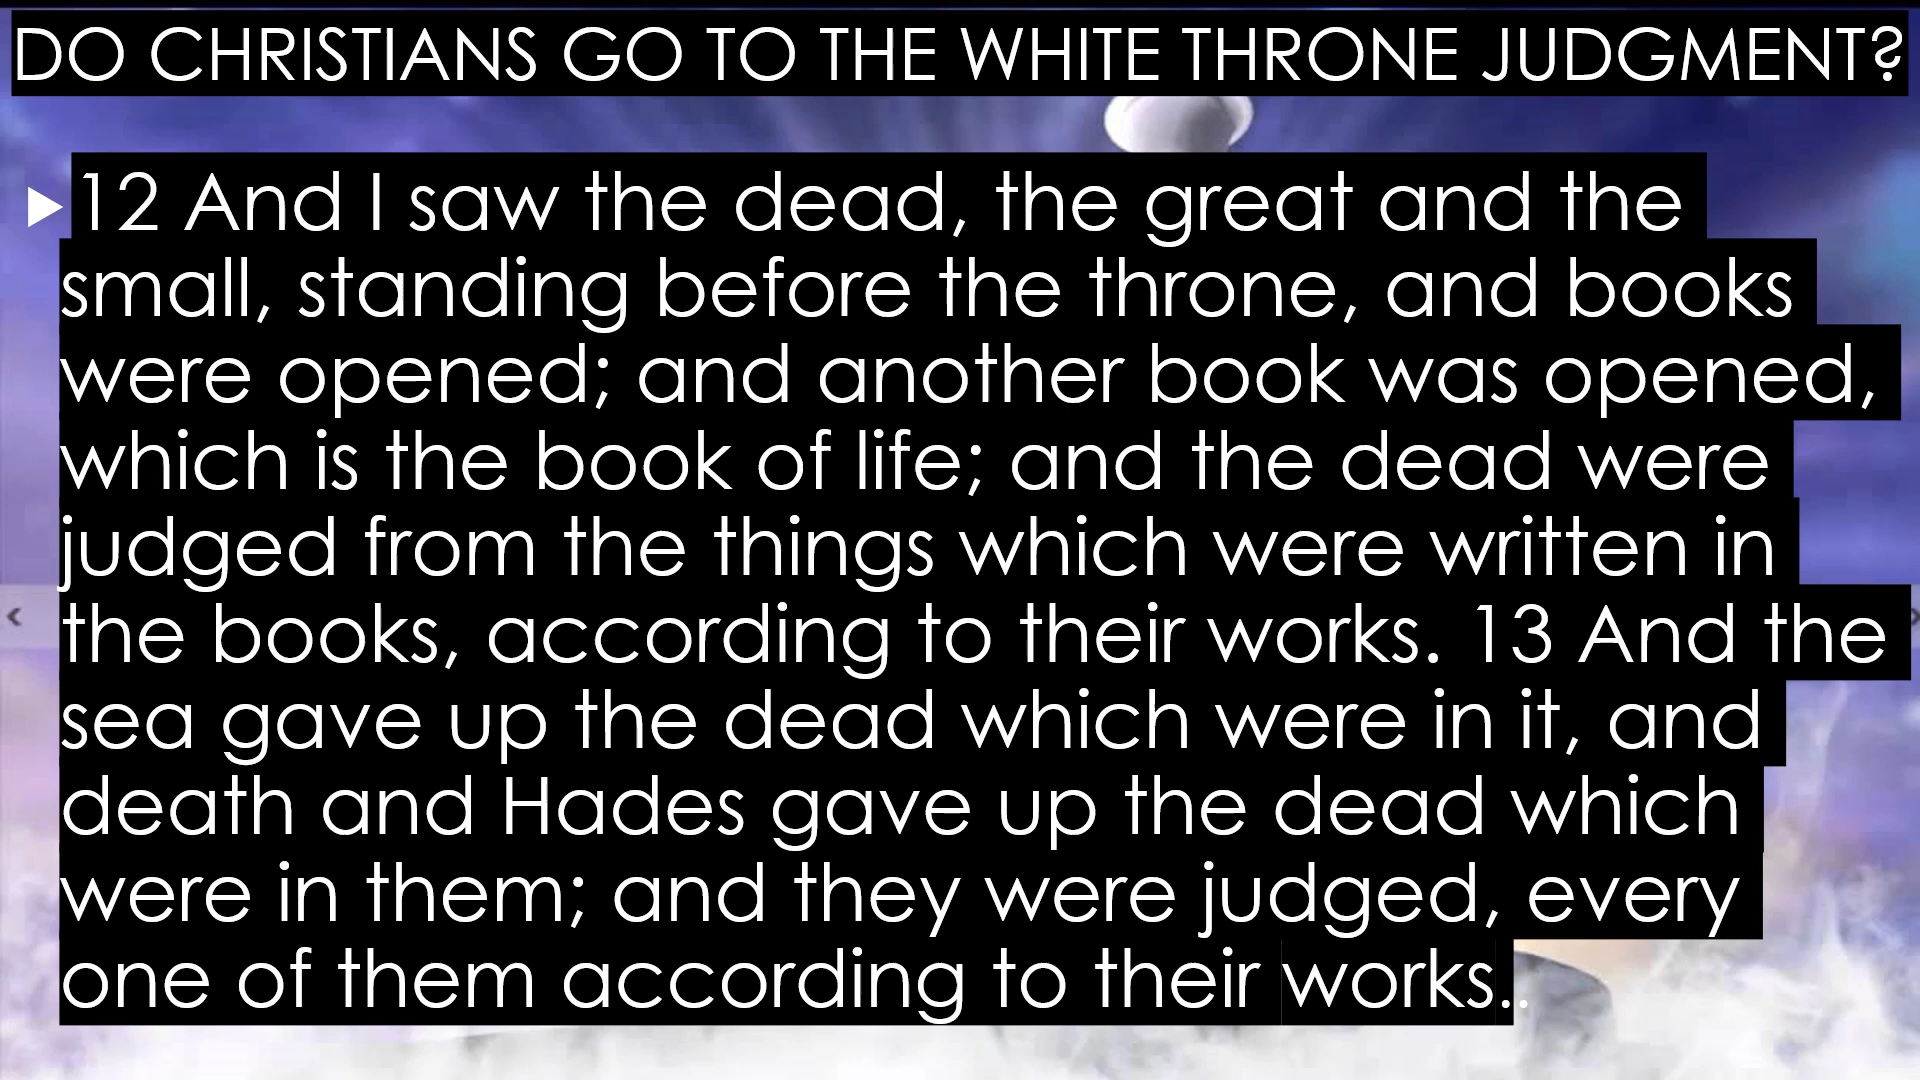 DO CHRISTIANS GO TO THE WHITE THRONE JUDGMENT?
12 And I saw the dead, the great and the
small, standing before the throne, and books
were opened; and another book was opened,
which is the book of life; and the dead were
judged from the things which were written in
the books, according to their works. 13 And the
sea gave up the dead which were in it, and
death and Hades gave up the dead which
were in them; and they were judged, every
one of them according to their works..